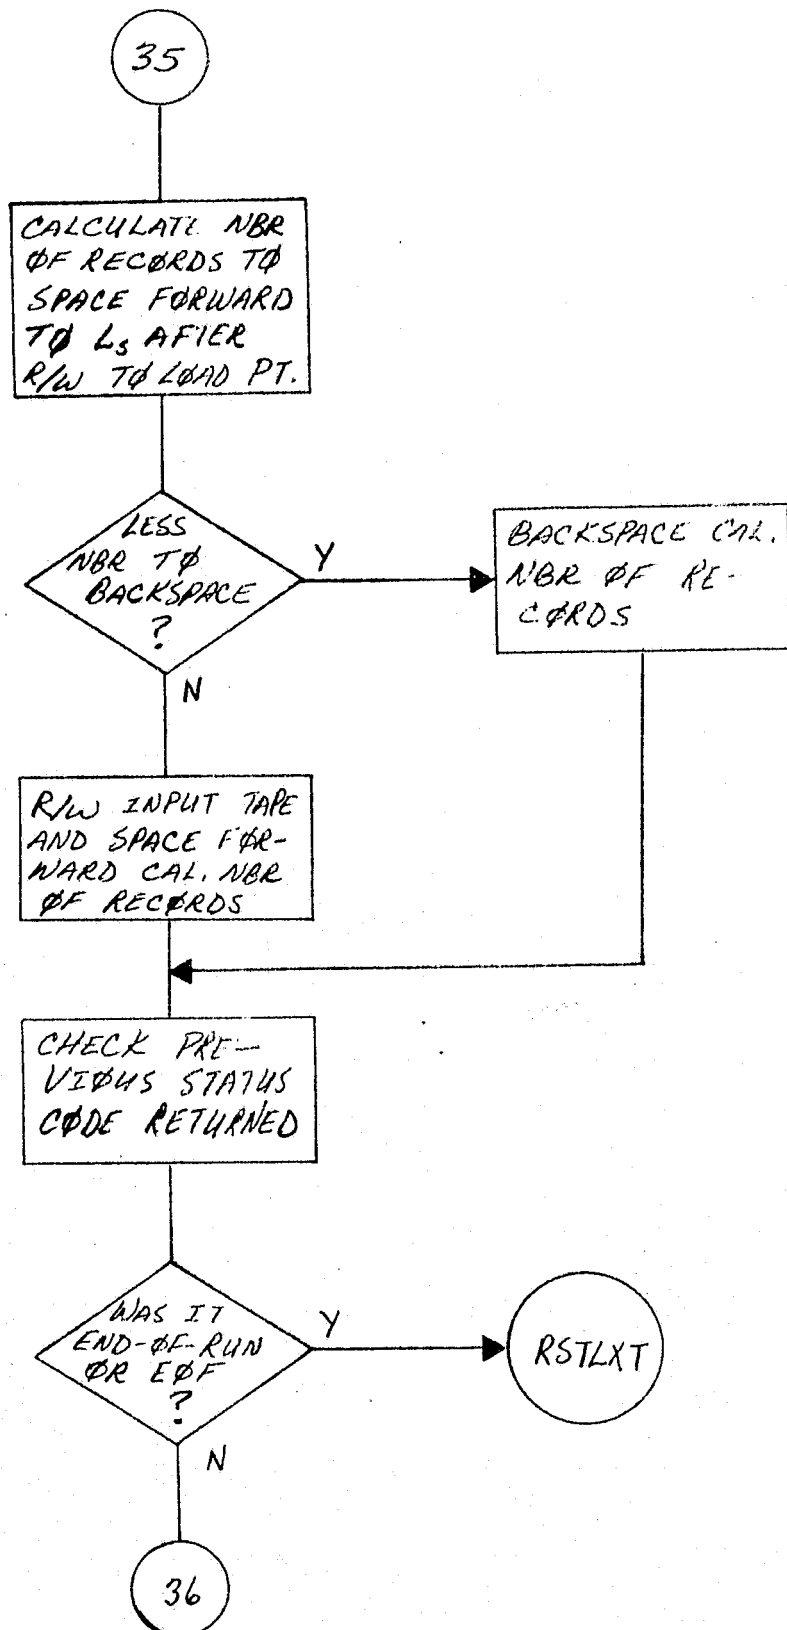 35
CALCULATE NBR
ØF RECØRDS TØ
SPACE FØRWARD
TØ Ls AFTER
R/W TØ LØAD PT.
LESS
NBR TØ
BACKSPACE
?
Y
BACKSPACE CAL.
NBR ØF RE-
CØRDS
N
R/W INPUT TAPE
AND SPACE FØR-
WARD CAL. NBR
ØF RECØRDS
CHECK PRE-
VIØUS STATUS
CØDE RETURNED
WAS IT
END-ØF-RUN
ØR EØF
?
Y
RSTLXT
N
36